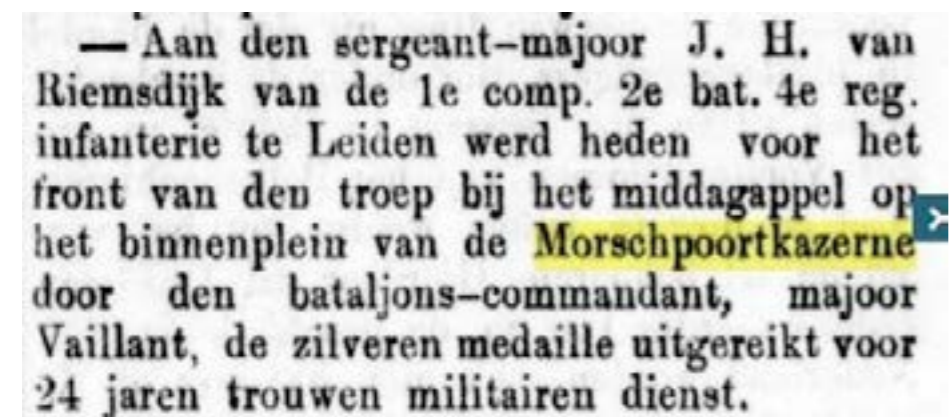 — Aan den sergeant-majoor J. H. van
Riemsdijk van de 1e comp. 2e bat. 4e reg.
infanterie te Leiden werd heden voor het
front van den troep bij het middagappel op
het binnenplein van de Morschpoortkazerne
door den bataljons-commandant, majoor
Vaillant, de zilveren medaille uitgereikt voor
24 jaren trouwen militairen dienst.